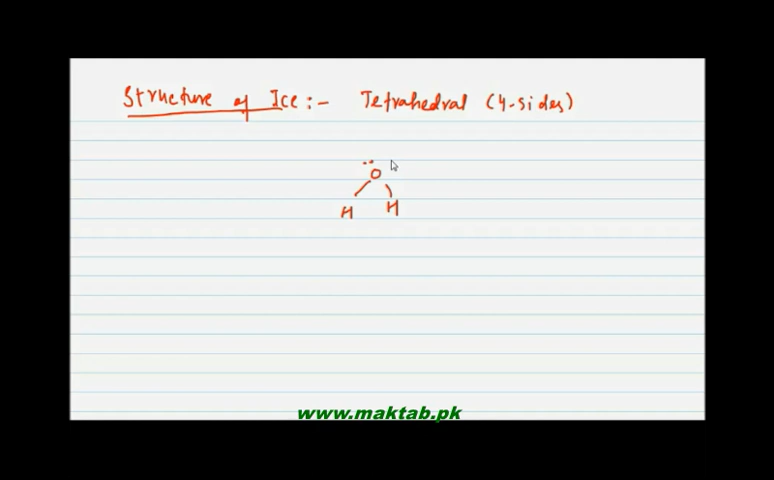 Structure of Ice :- Tetrahedral (4-sides)
O
H H
www.maktab.pk